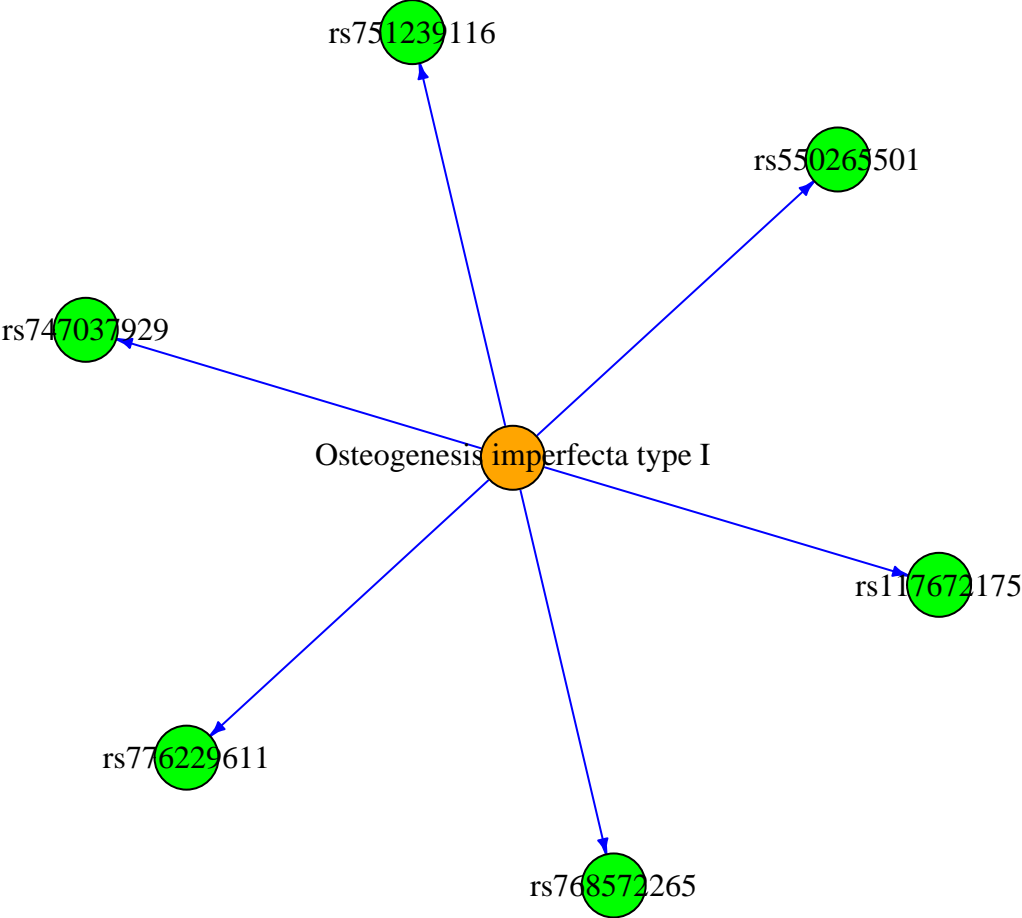 rs751239116
rs550265501
rs747037929
Osteogenesis imperfecta type I
rs117672175
rs776229611
rs768572265